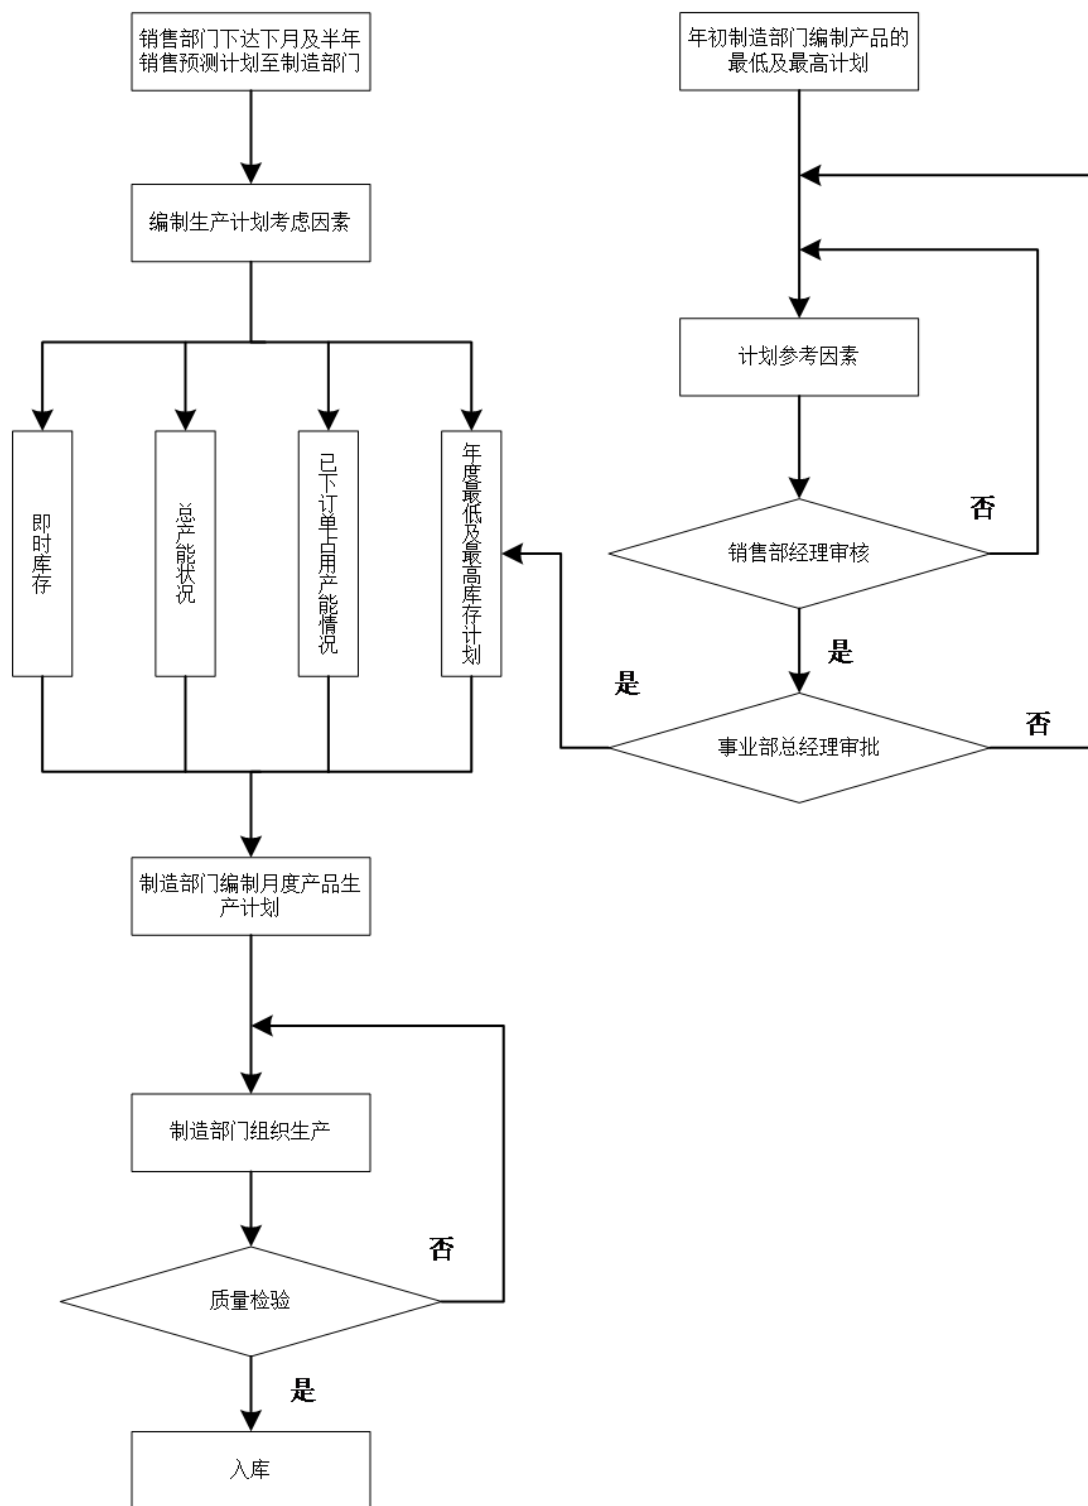 销售部门下达下月及半年
销售预测计划至制造部门
年初制造部门编制产品的
最低及最高计划
编制生产计划考虑因素
计划参考因素
即时库存
总产能状况
已下订单占用产能情况
年度最低及最高库存计划
否
销售部经理审核
是
是
否
事业部总经理审批
制造部门编制月度产品生
产计划
制造部门组织生产
否
质量检验
是
入库